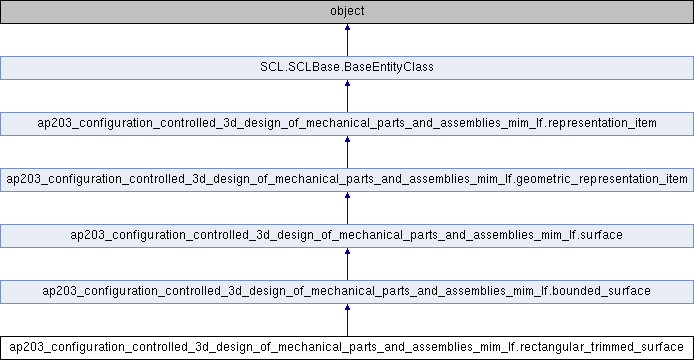 object
SCL.SCLBase.BaseEntityClass
ap203_configuration_controlled_3d_design_of_mechanical_parts_and_assemblies_mim_lf.representation_item
ap203_configuration_controlled_3d_design_of_mechanical_parts_and_assemblies_mim_lf.geometric_representation_item
ap203_configuration_controlled_3d_design_of_mechanical_parts_and_assemblies_mim_lf.surface
ap203_configuration_controlled_3d_design_of_mechanical_parts_and_assemblies_mim_lf.bounded_surface
ap203_configuration_controlled_3d_design_of_mechanical_parts_and_assemblies_mim_lf.rectangular_trimmed_surface